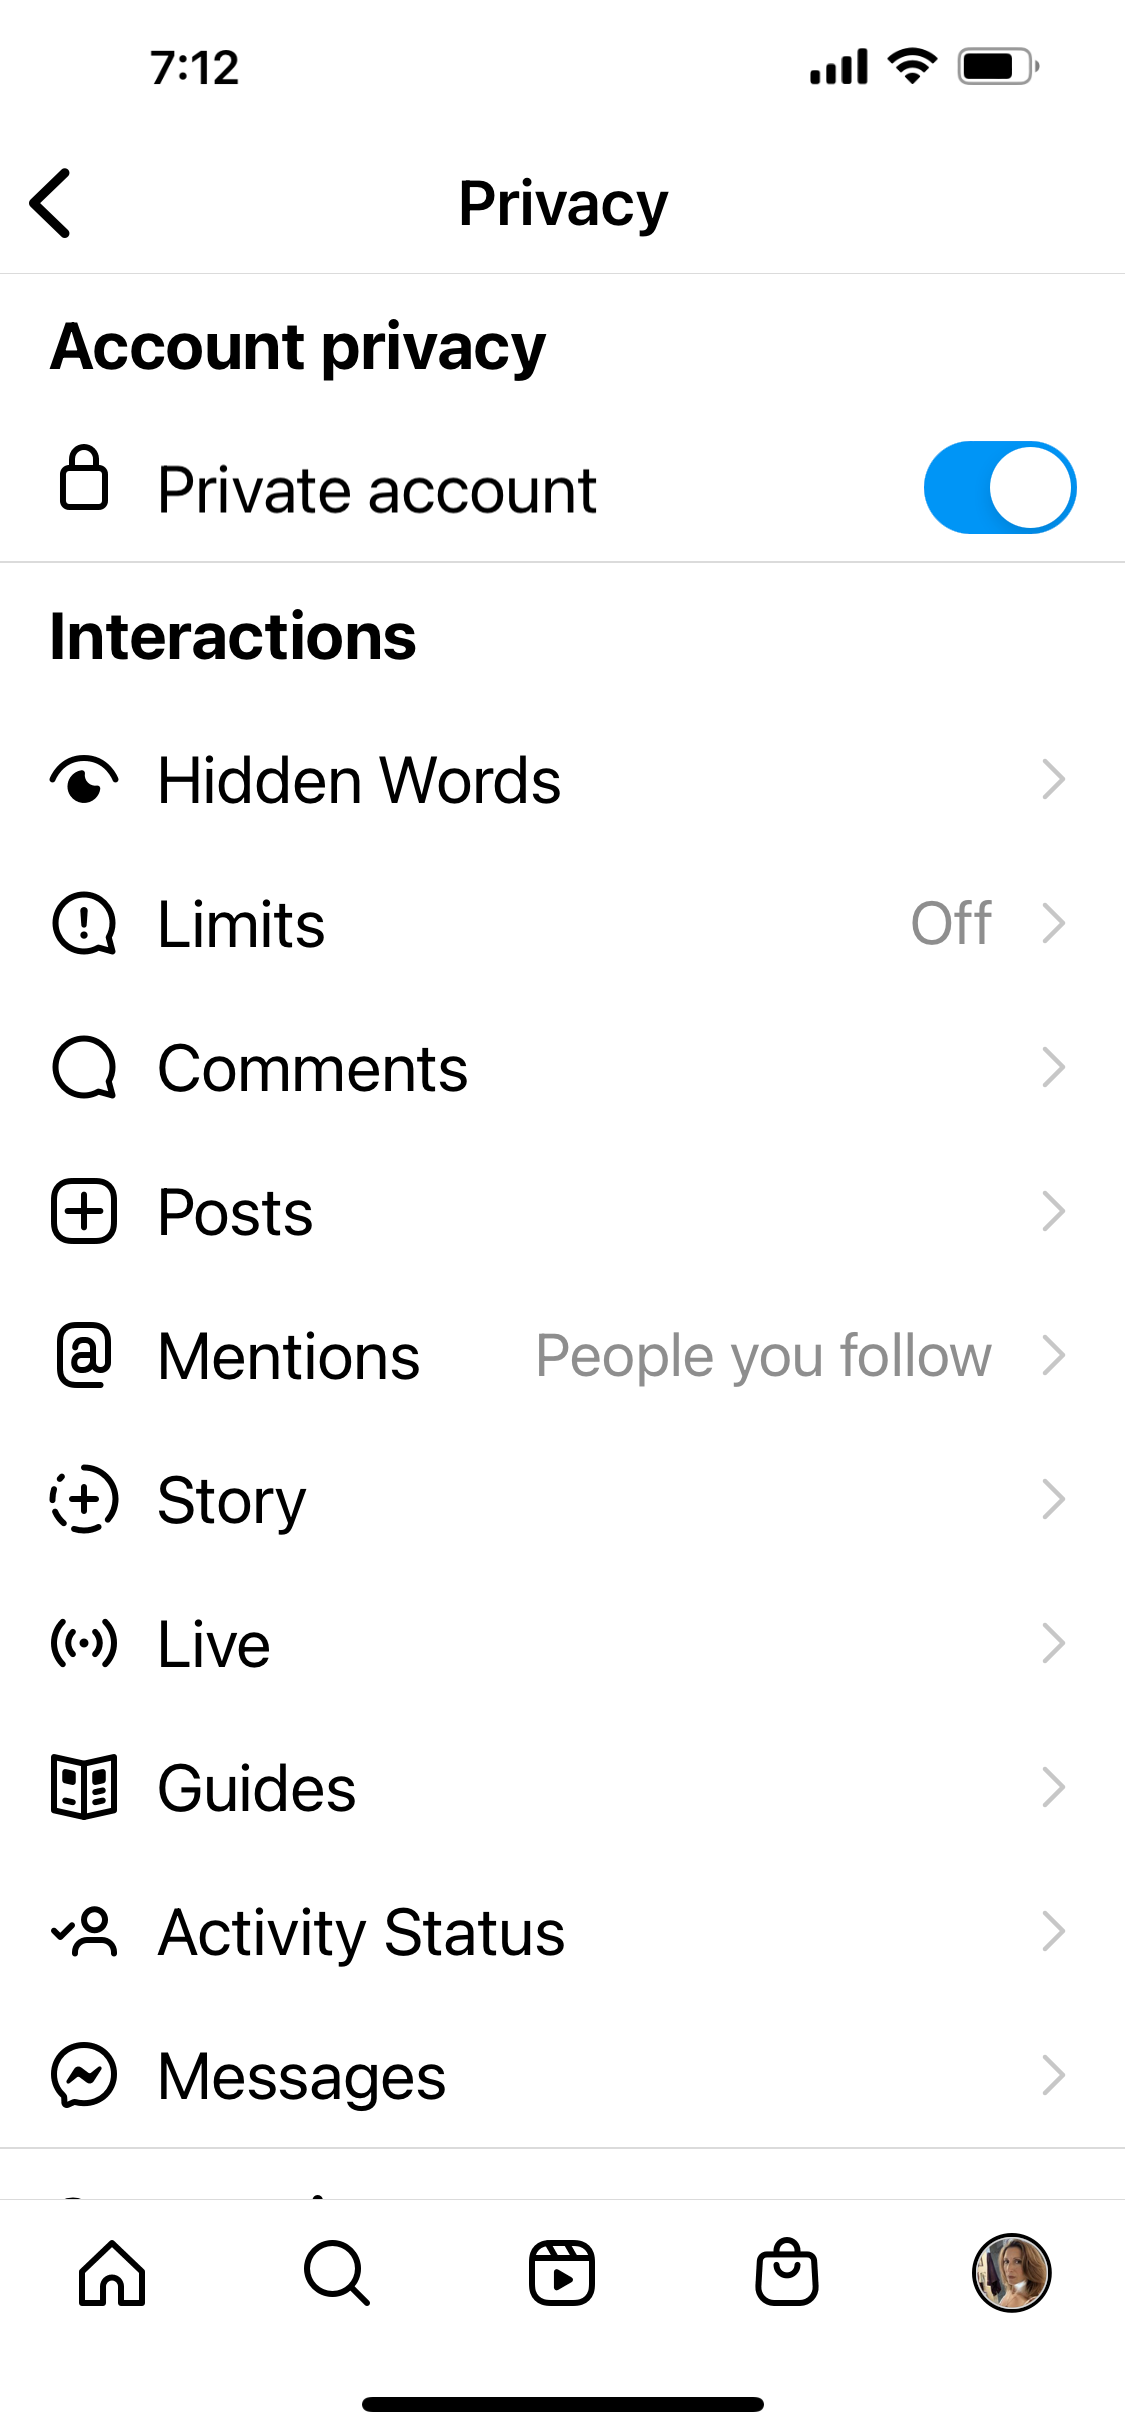 7:12
Privacy
Account privacy
Private account
Interactions
Hidden Words
Limits Off
Comments
Posts
Mentions People you follow
Story
Live
Guides
Activity Status
Messages